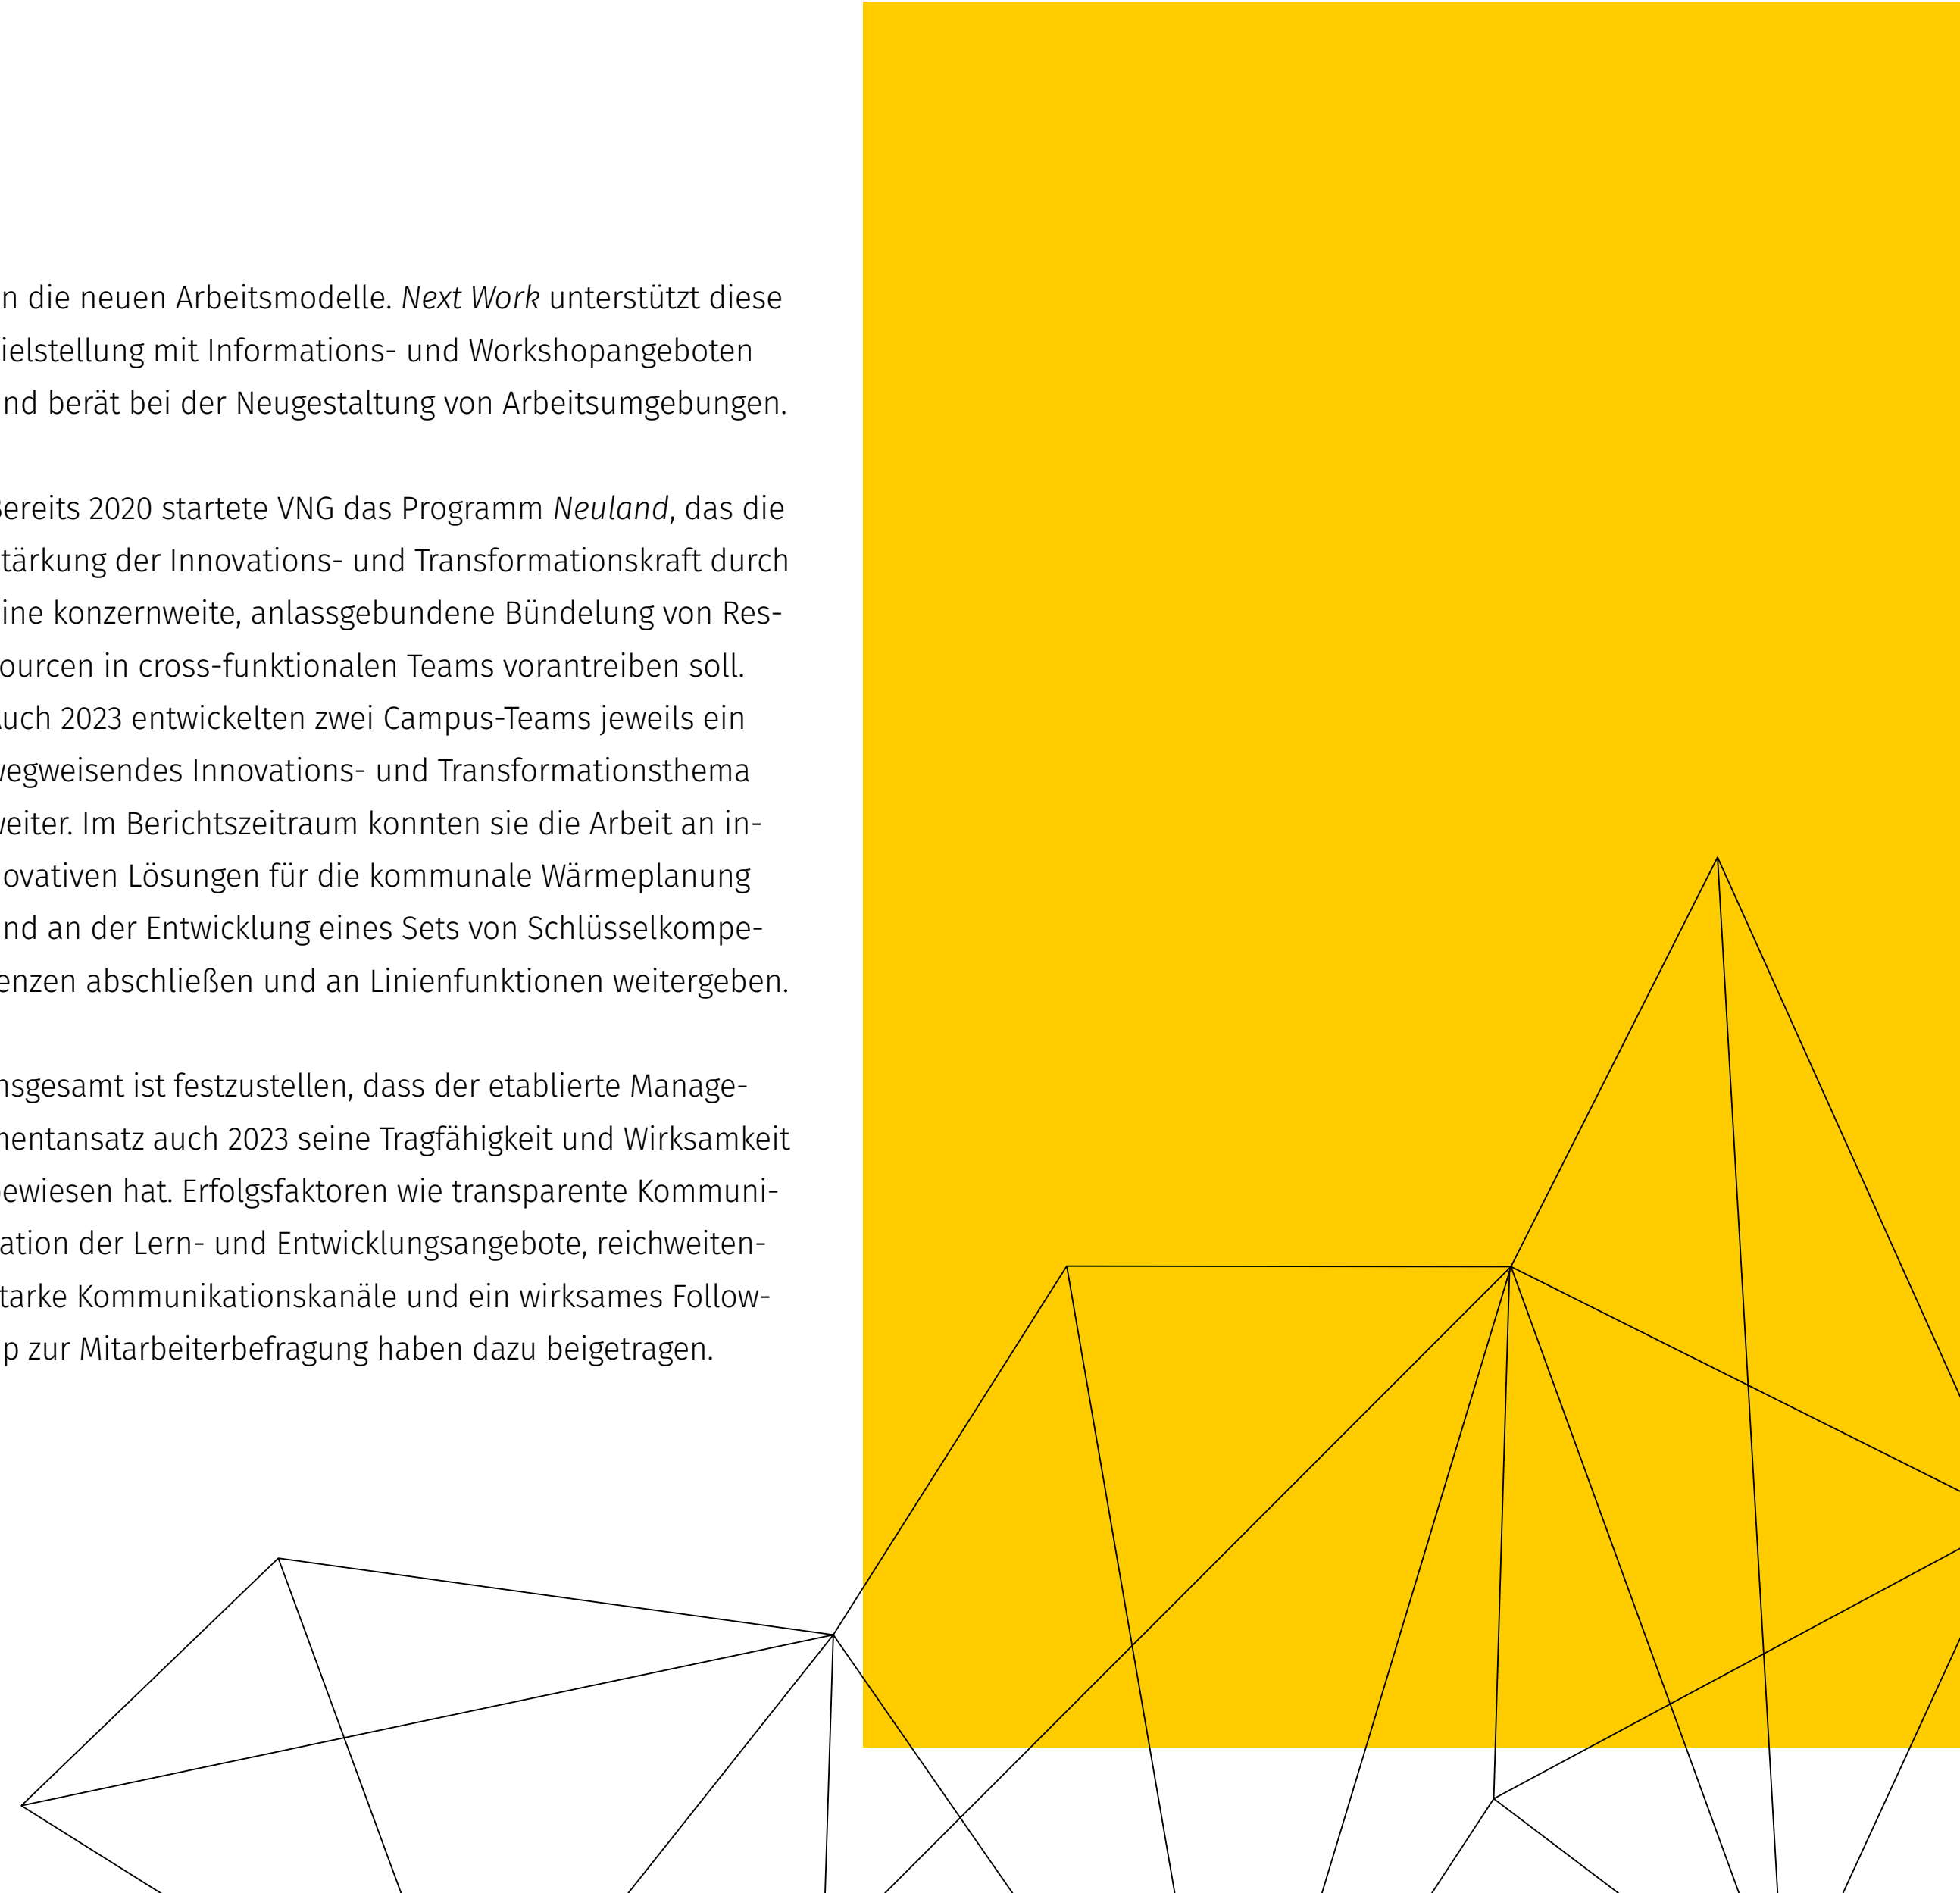 n die neuen Arbeitsmodelle. Next Work unterstützt diese
ielstellung mit Informations- und Workshopangeboten
nd berät bei der Neugestaltung von Arbeitsumgebungen.
Bereits 2020 startete VNG das Programm Neuland, das die
tärkung der Innovations- und Transformationskraft durch
ine konzernweite, anlassgebundene Bündelung von Res-
ourcen in cross-funktionalen Teams vorantreiben soll.
Auch 2023 entwickelten zwei Campus-Teams jeweils ein
wegweisendes Innovations- und Transformationsthema
weiter. Im Berichtszeitraum konnten sie die Arbeit an in-
ovativen Lösungen für die kommunale Wärmeplanung
nd an der Entwicklung eines Sets von Schlüsselkompe-
enzen abschließen und an Linienfunktionen weitergeben.
nsgesamt ist festzustellen, dass der etablierte Manage-
mentansatz auch 2023 seine Tragfähigkeit und Wirksamkeit
bewiesen hat. Erfolgsfaktoren wie transparente Kommuni-
ation der Lern- und Entwicklungsangebote, reichweiten-
tarke Kommunikationskanäle und ein wirksames Follow-
p zur Mitarbeiterbefragung haben dazu beigetragen.